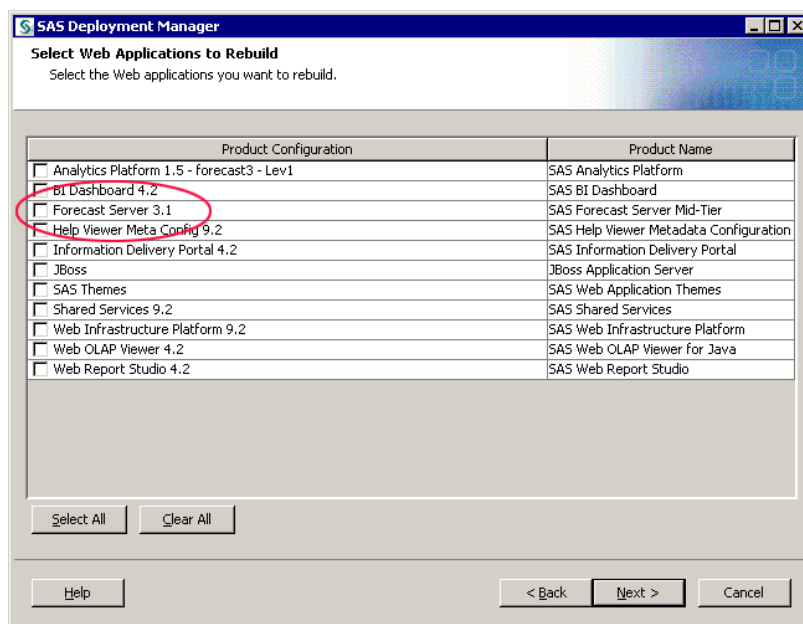 SAS Deployment Manager
Select Web Applications to Rebuild
Select the Web applications you want to rebuild.
Product Configuration Product Name
Analytics Platform 1.5 - forecast3 - Lev1 SAS Analytics Platform
BI Dashboard 4.2 SAS BI Dashboard
Forecast Server 3.1 SAS Forecast Server Mid-Tier
Help Viewer Meta Config 9.2 SAS Help Viewer Metadata Configuration
Information Delivery Portal 4.2 SAS Information Delivery Portal
JBoss JBoss Application Server
SAS Themes SAS Web Application Themes
Shared Services 9.2 SAS Shared Services
Web Infrastructure Platform 9.2 SAS Web Infrastructure Platform
Web OLAP Viewer 4.2 SAS Web OLAP Viewer for Java
Web Report Studio 4.2 SAS Web Report Studio
Select All Clear All
Help < Back Next > Cancel